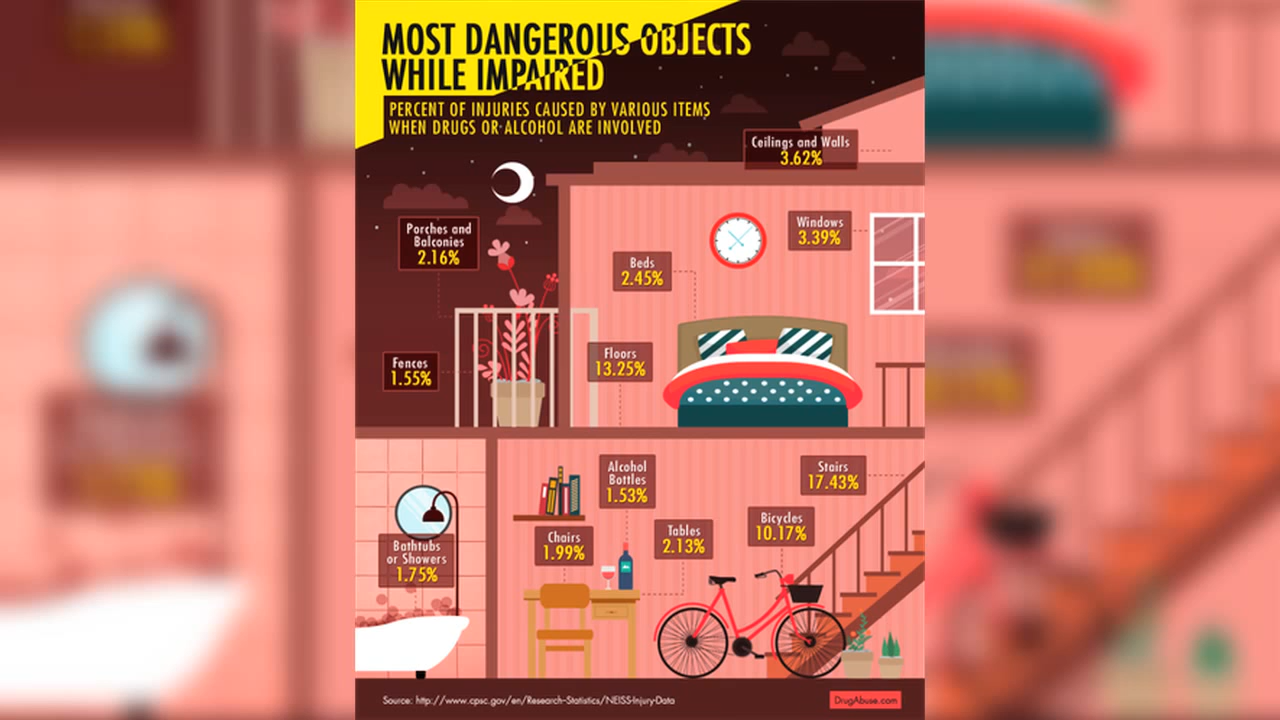 MOST DANGEROUS OBJECTS
WHILE IMPAIRED
PERCENT OF INJURIES CAUSED BY VARIOUS ITEMS
WHEN DRUGS OR ALCOHOL ARE INVOLVED
Ceilings and Walls
3.62%
Porches and
Balconies
2.16%
Windows
3.39%
Beds
2.45%
Fences
1.55%
Floors
13.25%
Alcohol
Bottles
1.53%
Stairs
17.43%
Bathtubs
or Showers
1.75%
Chairs
1.99%
Tables
2.13%
Bicycles
10.17%
Source: http://www.cpsc.gov/en/Research-Statistics/NEISS-Injury-Data
DrugAbuse.com